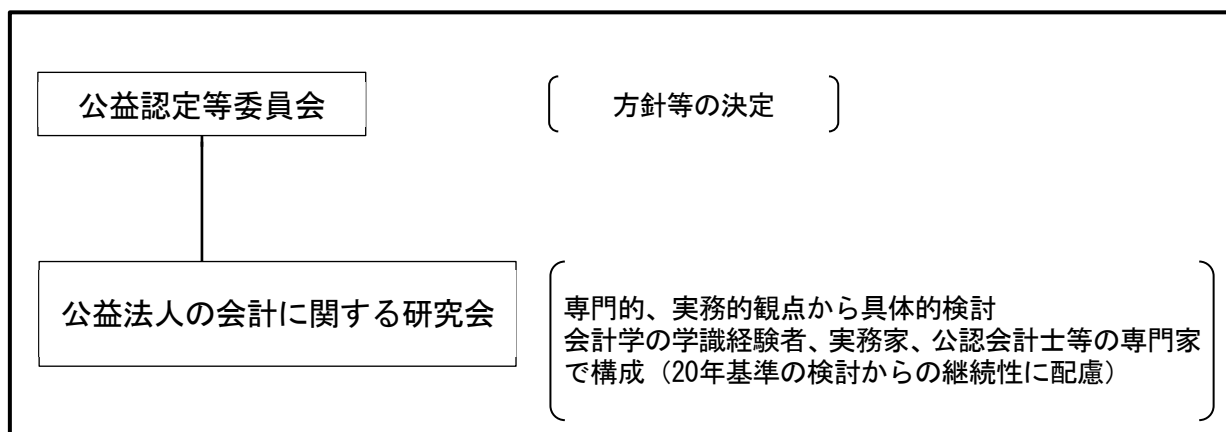 公益認定等委員会
方針等の決定
公益法人の会計に関する研究会
専門的、実務的観点から具体的検討
会計学の学識経験者、実務家、公認会計士等の専門家
で構成（20年基準の検討からの継続性に配慮）